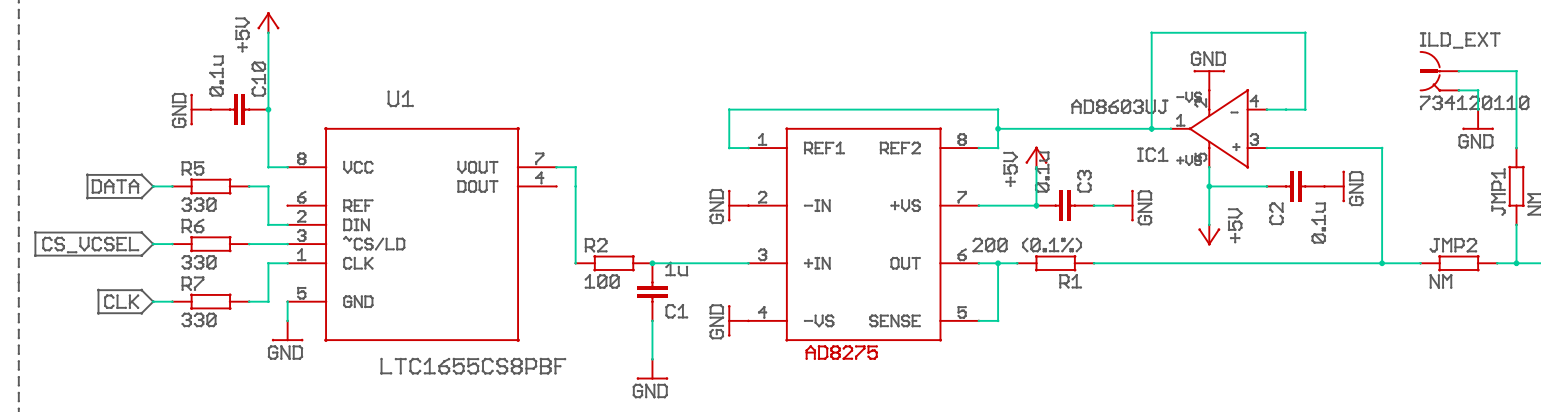 +5V
0.1u
C10
GND
U1
DATA
R5
330
CS_VCSEL
R6
330
CLK
R7
330
8 VCC
6 REF
2 DIN
3 ~CS/LD
1 CLK
5 GND
VOUT 7
DOUT 4
GND
LTC1655CS8PBF
R2
100
1u
C1
GND
1 REF1
2 -IN
3 +IN
4 -VS
REF2 8
+VS 7
OUT 6
SENSE 5
GND
GND
AD8275
+5V
0.1u
C3
GND
200 (0.1%)
R1
GND
AD8603UJ
-VS
2
1
4
-
3
+
IC1
+VS
5
+5V
C2
0.1u
GND
ILD_EXT
734120110
GND
JMP1
NM
JMP2
NM